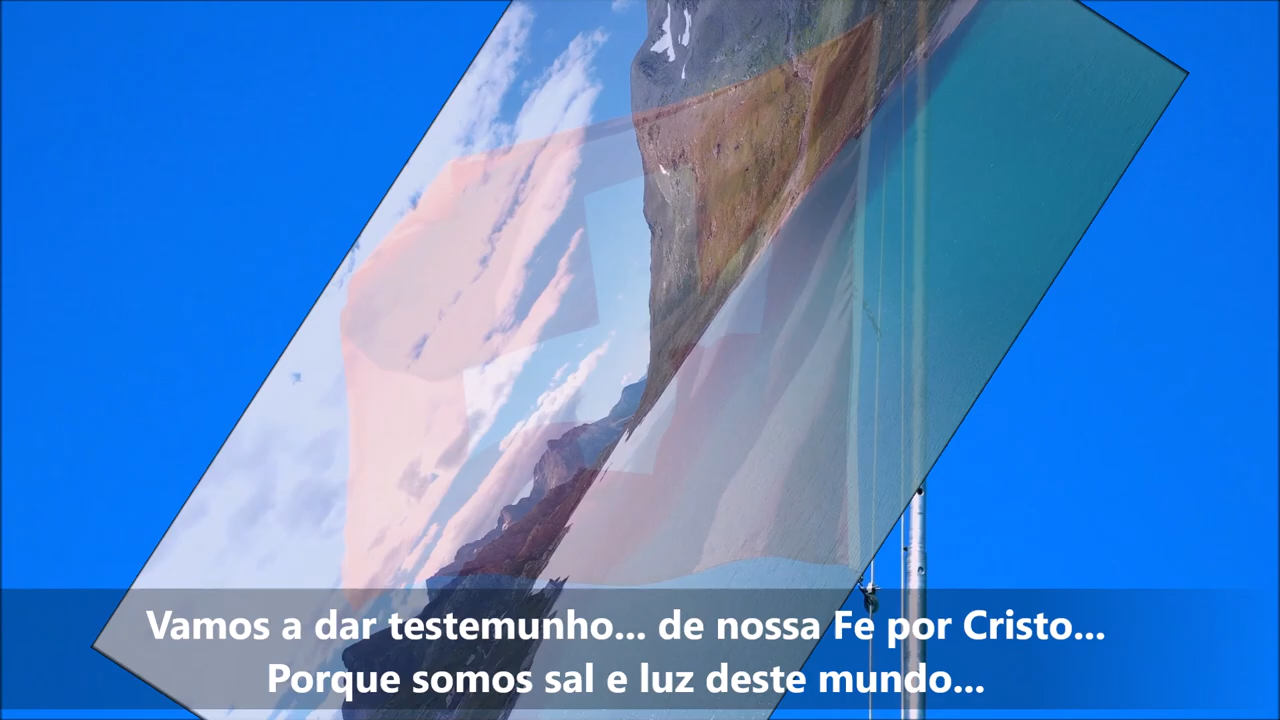 Vamos a dar testemunho... de nossa Fe por Cristo...
Porque somos sal e luz deste mundo...